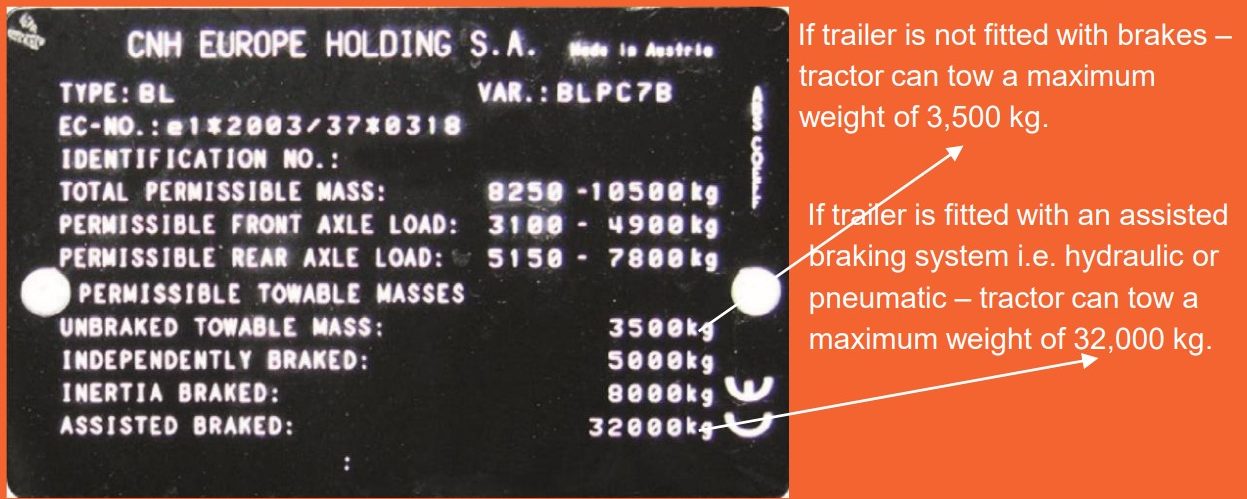 CNH EUROPE HOLDING S.A. Made in Austria
TYPE: BL VAR.: BLPC7B
EC-NO.: e1*2003/37*0318
IDENTIFICATION NO.:
TOTAL PERMISSIBLE MASS: 8250 -10500kg
PERMISSIBLE FRONT AXLE LOAD: 3100 - 4900kg
PERMISSIBLE REAR AXLE LOAD: 5150 - 7800kg
PERMISSIBLE TOWABLE MASSES
UNBRAKED TOWABLE MASS: 3500kg
INDEPENDENTLY BRAKED: 5000kg
INERTIA BRAKED: 8000kg
ASSISTED BRAKED: 32000kg
:
CE
If trailer is not fitted with brakes –
tractor can tow a maximum
weight of 3,500 kg.
If trailer is fitted with an assisted
braking system i.e. hydraulic or
pneumatic – tractor can tow a
maximum weight of 32,000 kg.